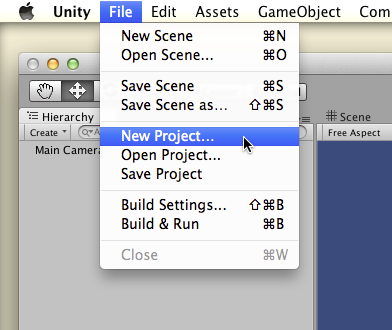 Unity File Edit Assets GameObject Com
New Scene ⌘N
Open Scene... ⌘O
Save Scene ⌘S
Save Scene as... ⇧⌘S
New Project...
Open Project...
Save Project
Build Settings... ⇧⌘B
Build & Run ⌘B
Close ⌘W
Hierarchy
Create
Main Camera
Scene
Free Aspect